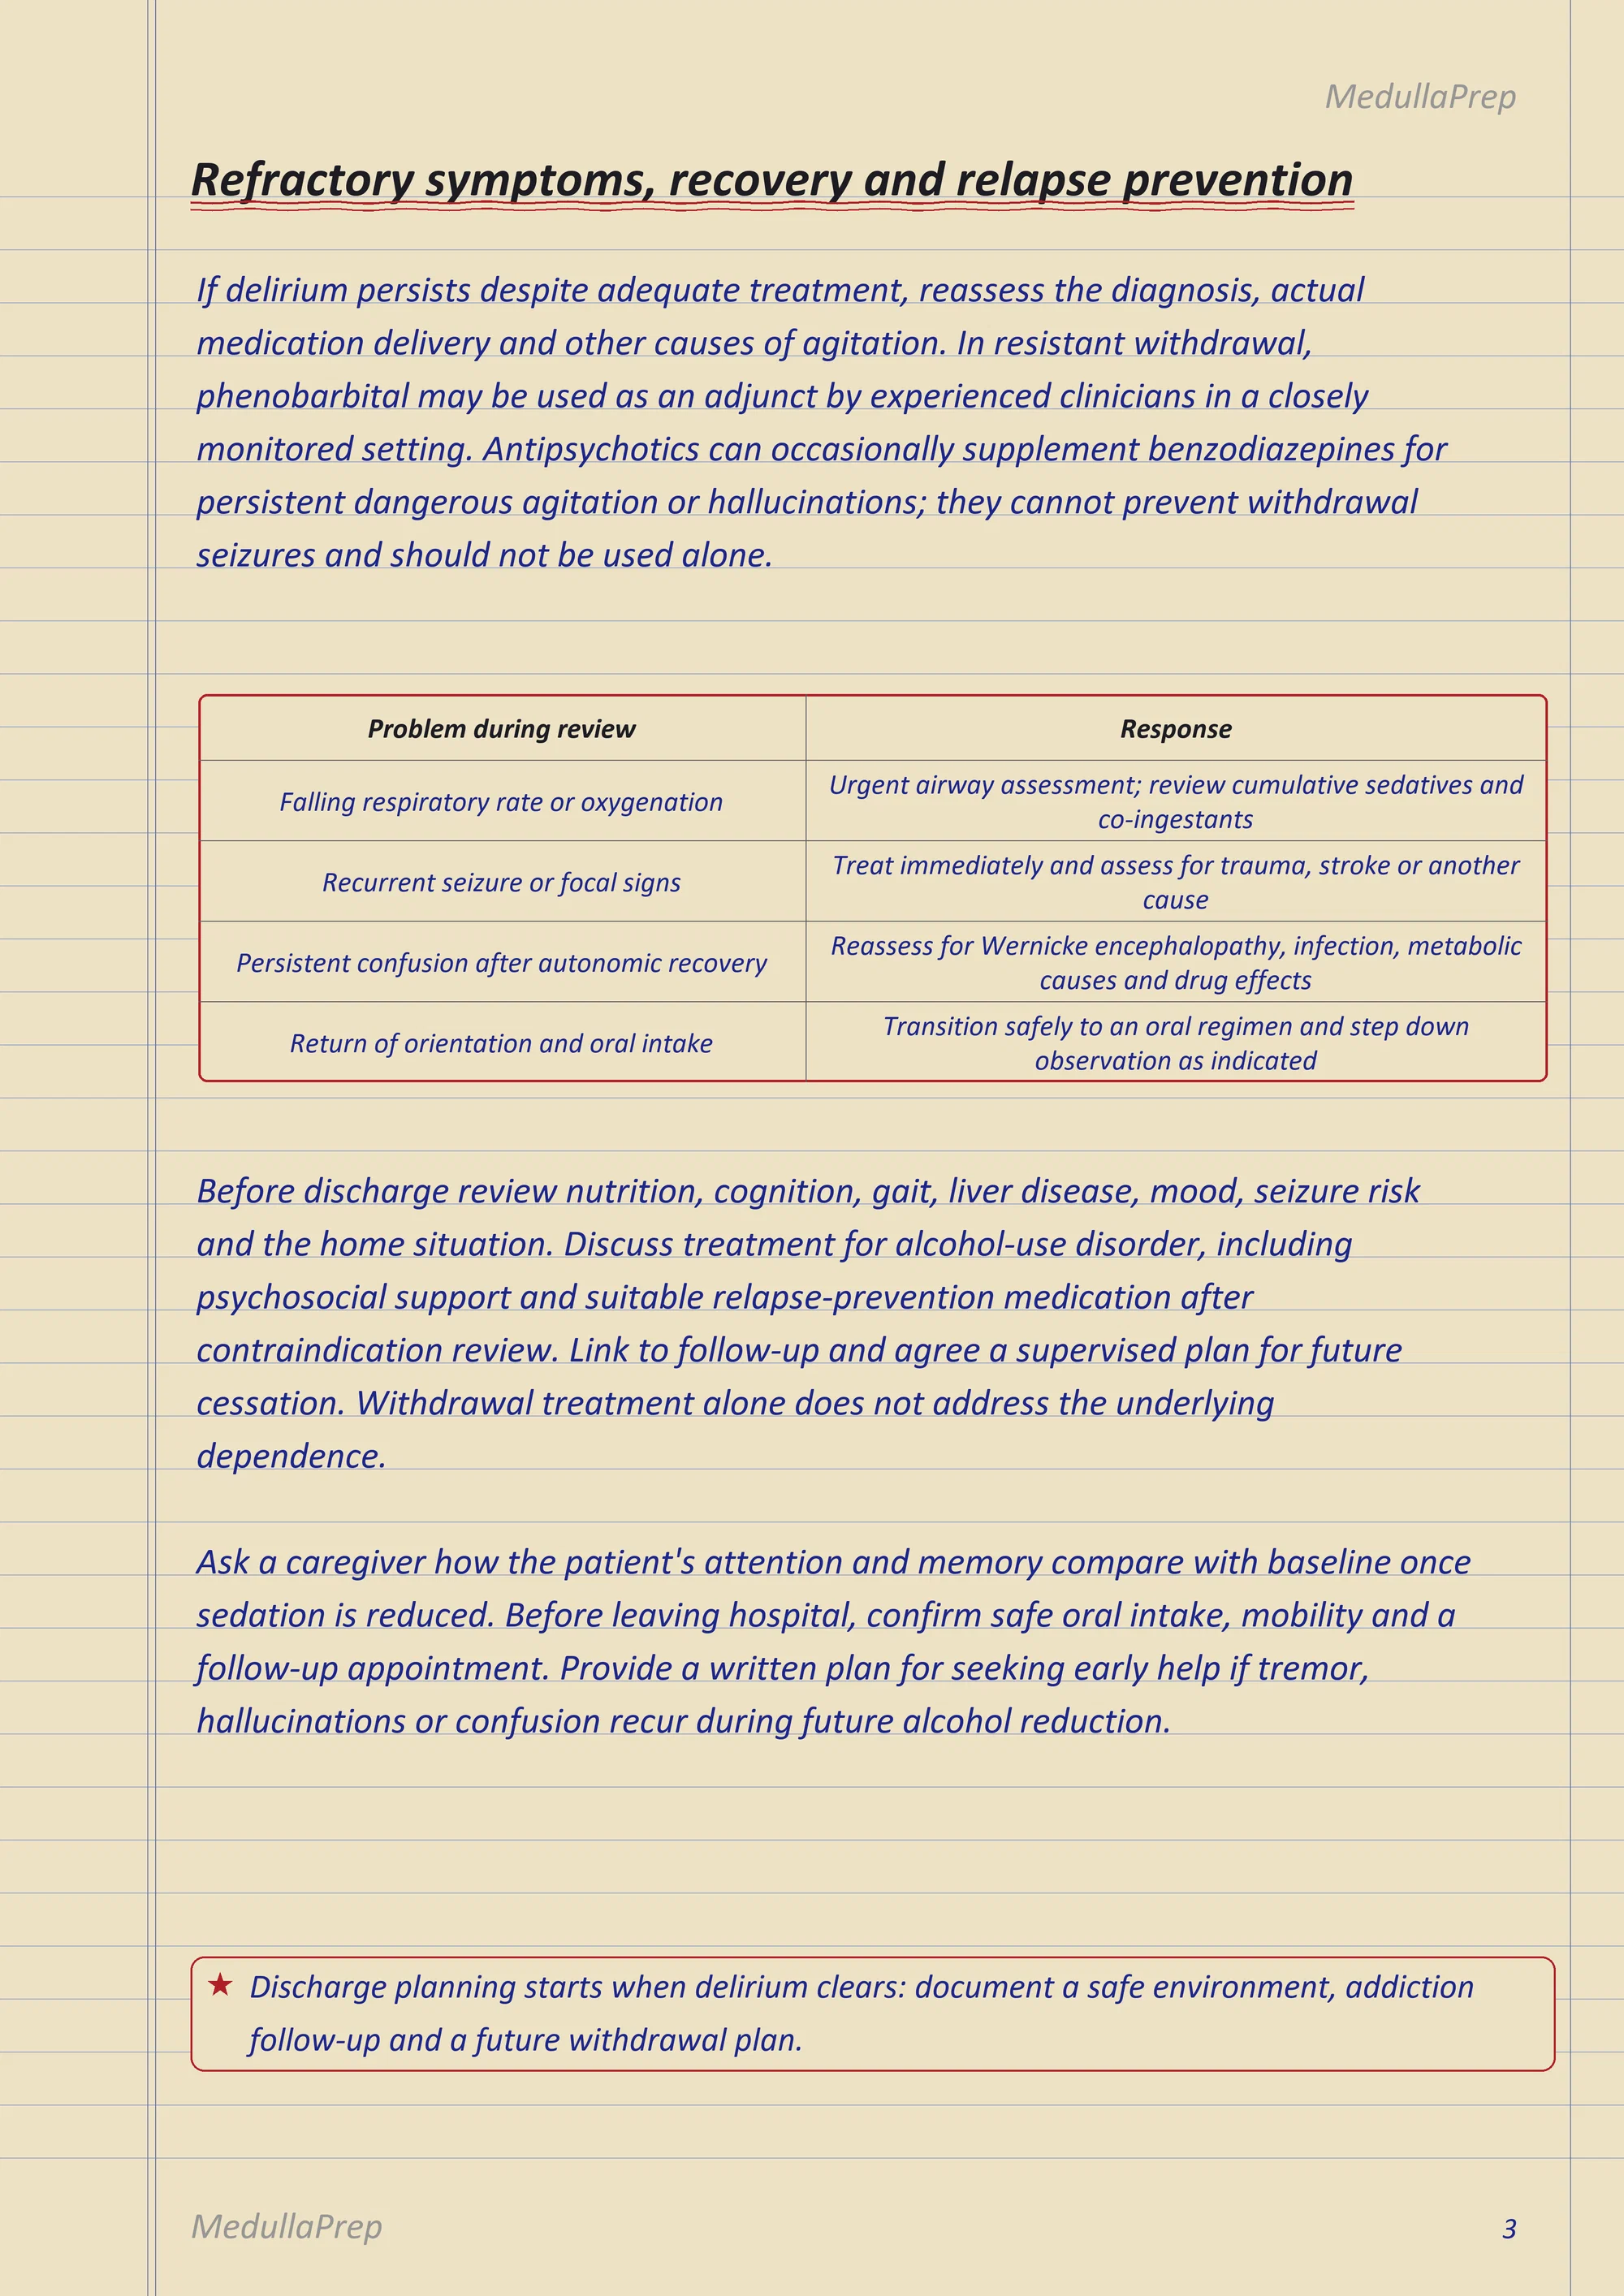 MedullaPrep
Refractory symptoms, recovery and relapse prevention
If delirium persists despite adequate treatment, reassess the diagnosis, actual
medication delivery and other causes of agitation. In resistant withdrawal,
phenobarbital may be used as an adjunct by experienced clinicians in a closely
monitored setting. Antipsychotics can occasionally supplement benzodiazepines for
persistent dangerous agitation or hallucinations; they cannot prevent withdrawal
seizures and should not be used alone.
Problem during review
Response
Falling respiratory rate or oxygenation
Urgent airway assessment; review cumulative sedatives and
co-ingestants
Recurrent seizure or focal signs
Treat immediately and assess for trauma, stroke or another
cause
Persistent confusion after autonomic recovery
Reassess for Wernicke encephalopathy, infection, metabolic
causes and drug effects
Return of orientation and oral intake
Transition safely to an oral regimen and step down
observation as indicated
Before discharge review nutrition, cognition, gait, liver disease, mood, seizure risk
and the home situation. Discuss treatment for alcohol-use disorder, including
psychosocial support and suitable relapse-prevention medication after
contraindication review. Link to follow-up and agree a supervised plan for future
cessation. Withdrawal treatment alone does not address the underlying
dependence.
Ask a caregiver how the patient's attention and memory compare with baseline once
sedation is reduced. Before leaving hospital, confirm safe oral intake, mobility and a
follow-up appointment. Provide a written plan for seeking early help if tremor,
hallucinations or confusion recur during future alcohol reduction.
★ Discharge planning starts when delirium clears: document a safe environment, addiction
follow-up and a future withdrawal plan.
MedullaPrep
3